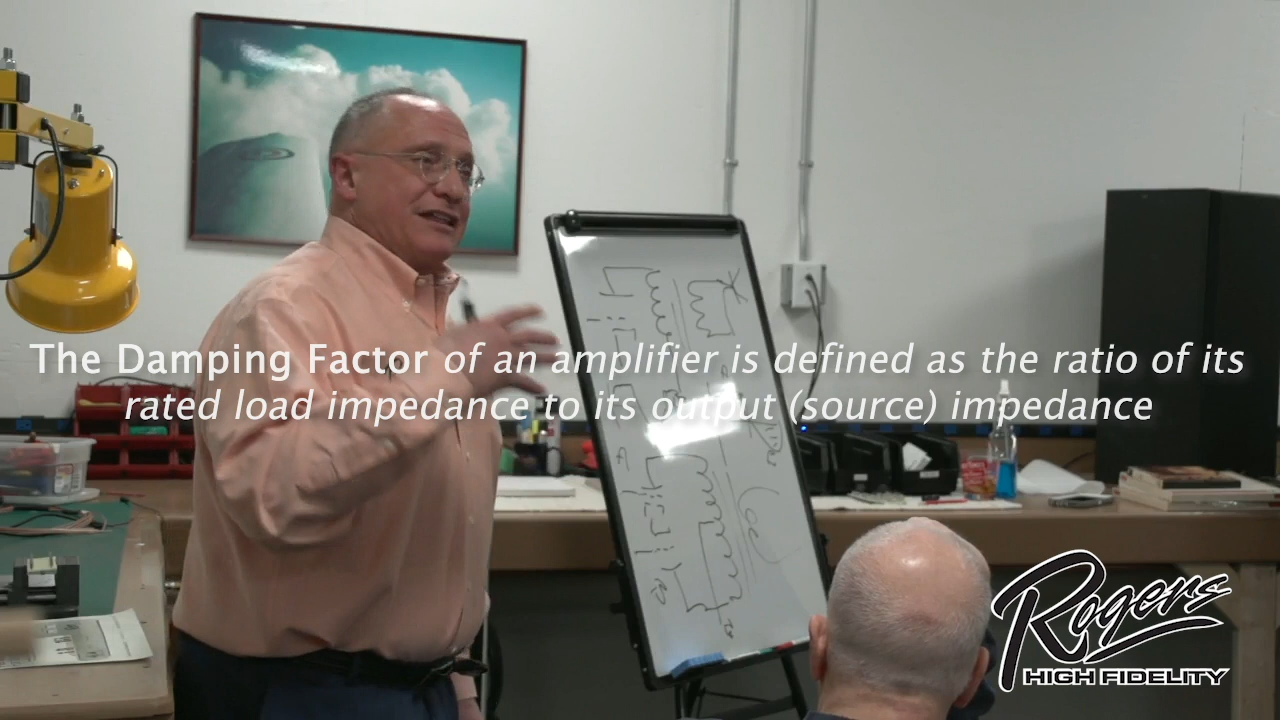 The Damping Factor of an amplifier is defined as the ratio of its
rated load impedance to its output (source) impedance
Rogers
HIGH FIDELITY